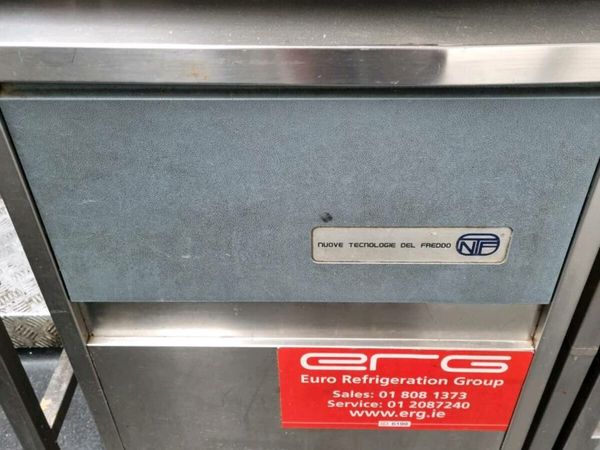 NUOVE TECNOLOGIE DEL FREDDO NTF
erg
Euro Refrigeration Group
Sales: 01 808 1373
Service: 01 2087240
www.erg.ie
6199